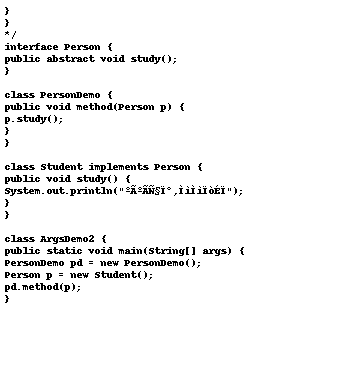 }
}
*/
interface Person {
public abstract void study();
}
class PersonDemo {
public void method(Person p) {
p.study();
}
}
class Student implements Person {
public void study() {
System.out.println("ºÃºÃÑ§Ï°,ÌìÌìÏòÉÏ");
}
}
class ArgsDemo2 {
public static void main(String[] args) {
PersonDemo pd = new PersonDemo();
Person p = new Student();
pd.method(p);
}